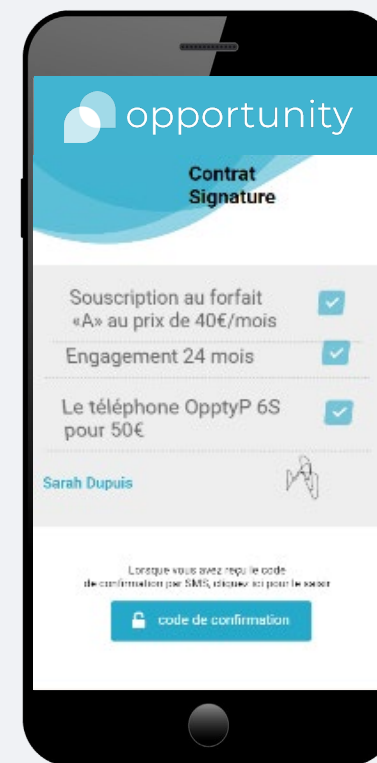 opportunity
Contrat
Signature
Souscription au forfait
«A» au prix de 40€/mois
Engagement 24 mois
Le téléphone OpptyP 6S
pour 50€
Sarah Dupuis
Lorsque vous avez reçu le code
de confirmation par SMS, cliquez ici pour le saisir
code de confirmation